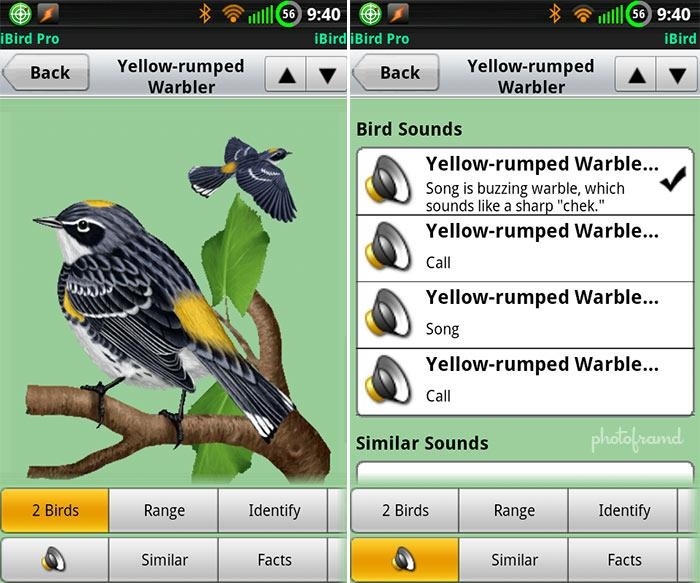 56 9:40
iBird Pro iBird
Back
Yellow-rumped
Warbler
2 Birds Range Identify
Similar Facts
56 9:40
iBird Pro iBird
Back
Yellow-rumped
Warbler
Bird Sounds
Yellow-rumped Warble...
Song is buzzing warble, which
sounds like a sharp "chek."
Yellow-rumped Warble...
Call
Yellow-rumped Warble...
Song
Yellow-rumped Warble...
Call
Similar Sounds
photoframd
2 Birds Range Identify
Similar Facts